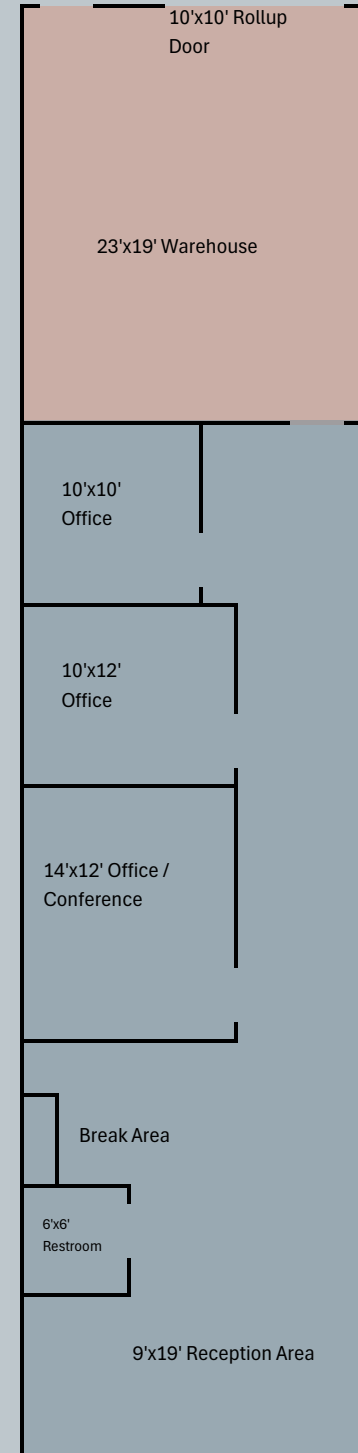 10'x10' Rollup
Door
23'x19' Warehouse
10'x10'
Office
10'x12'
Office
14'x12' Office /
Conference
Break Area
6'x6'
Restroom
9'x19' Reception Area